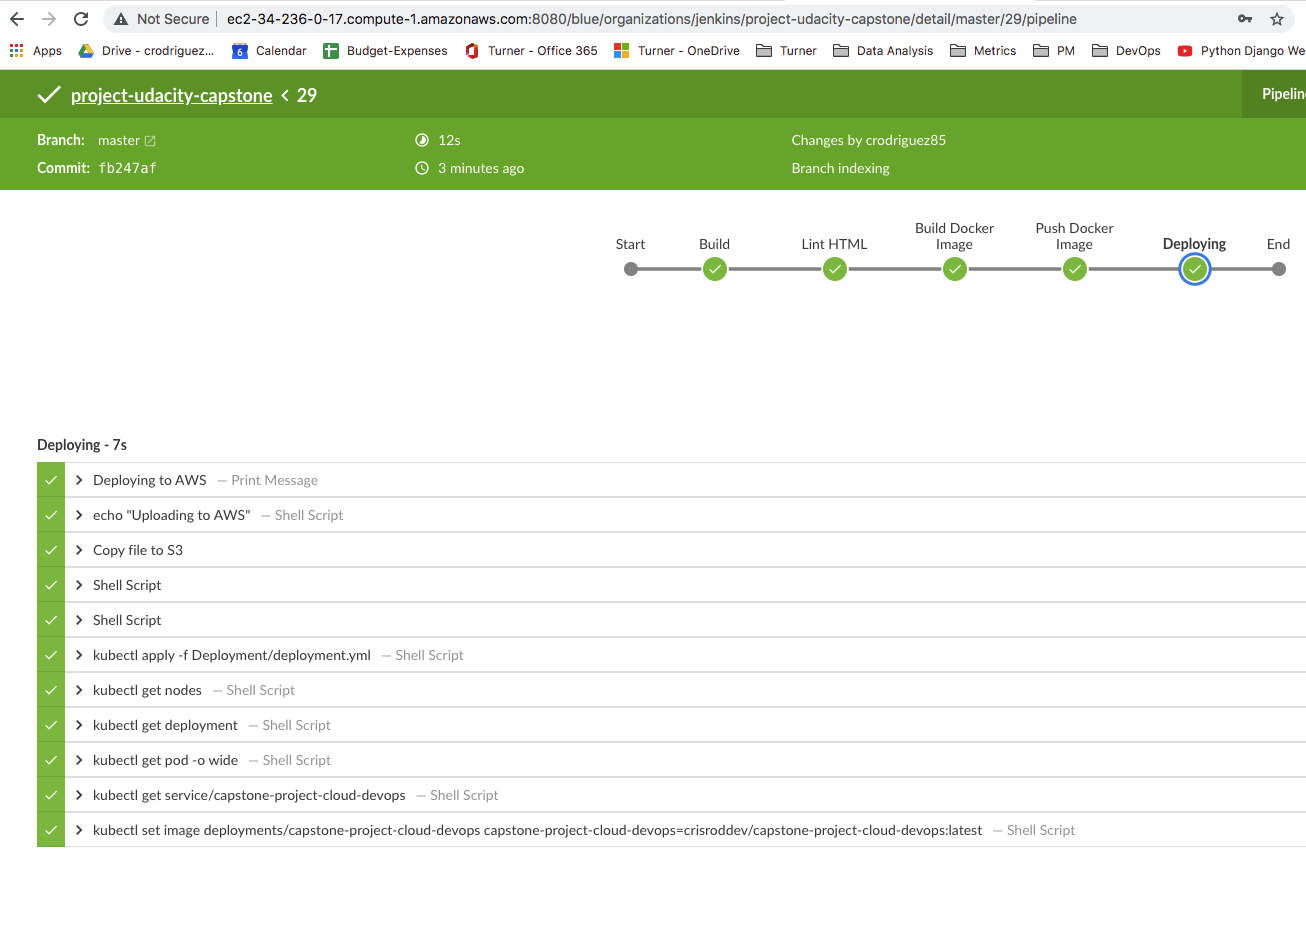 Not Secure ec2-34-236-0-17.compute-1.amazonaws.com:8080/blue/organizations/jenkins/project-udacity-capstone/detail/master/29/pipeline
Apps Drive - crodriguez... 6 Calendar Budget-Expenses Turner - Office 365 Turner - OneDrive Turner Data Analysis Metrics PM DevOps Python Django We
project-udacity-capstone < 29 Pipelin
Branch: master 12s Changes by crodriguez85
Commit: fb247af 3 minutes ago Branch indexing
Start Build Lint HTML Build Docker Image Push Docker Image Deploying End
Deploying - 7s
Deploying to AWS — Print Message
echo "Uploading to AWS" — Shell Script
Copy file to S3
Shell Script
Shell Script
kubectl apply -f Deployment/deployment.yml — Shell Script
kubectl get nodes — Shell Script
kubectl get deployment — Shell Script
kubectl get pod -o wide — Shell Script
kubectl get service/capstone-project-cloud-devops — Shell Script
kubectl set image deployments/capstone-project-cloud-devops capstone-project-cloud-devops=crisroddev/capstone-project-cloud-devops:latest — Shell Script